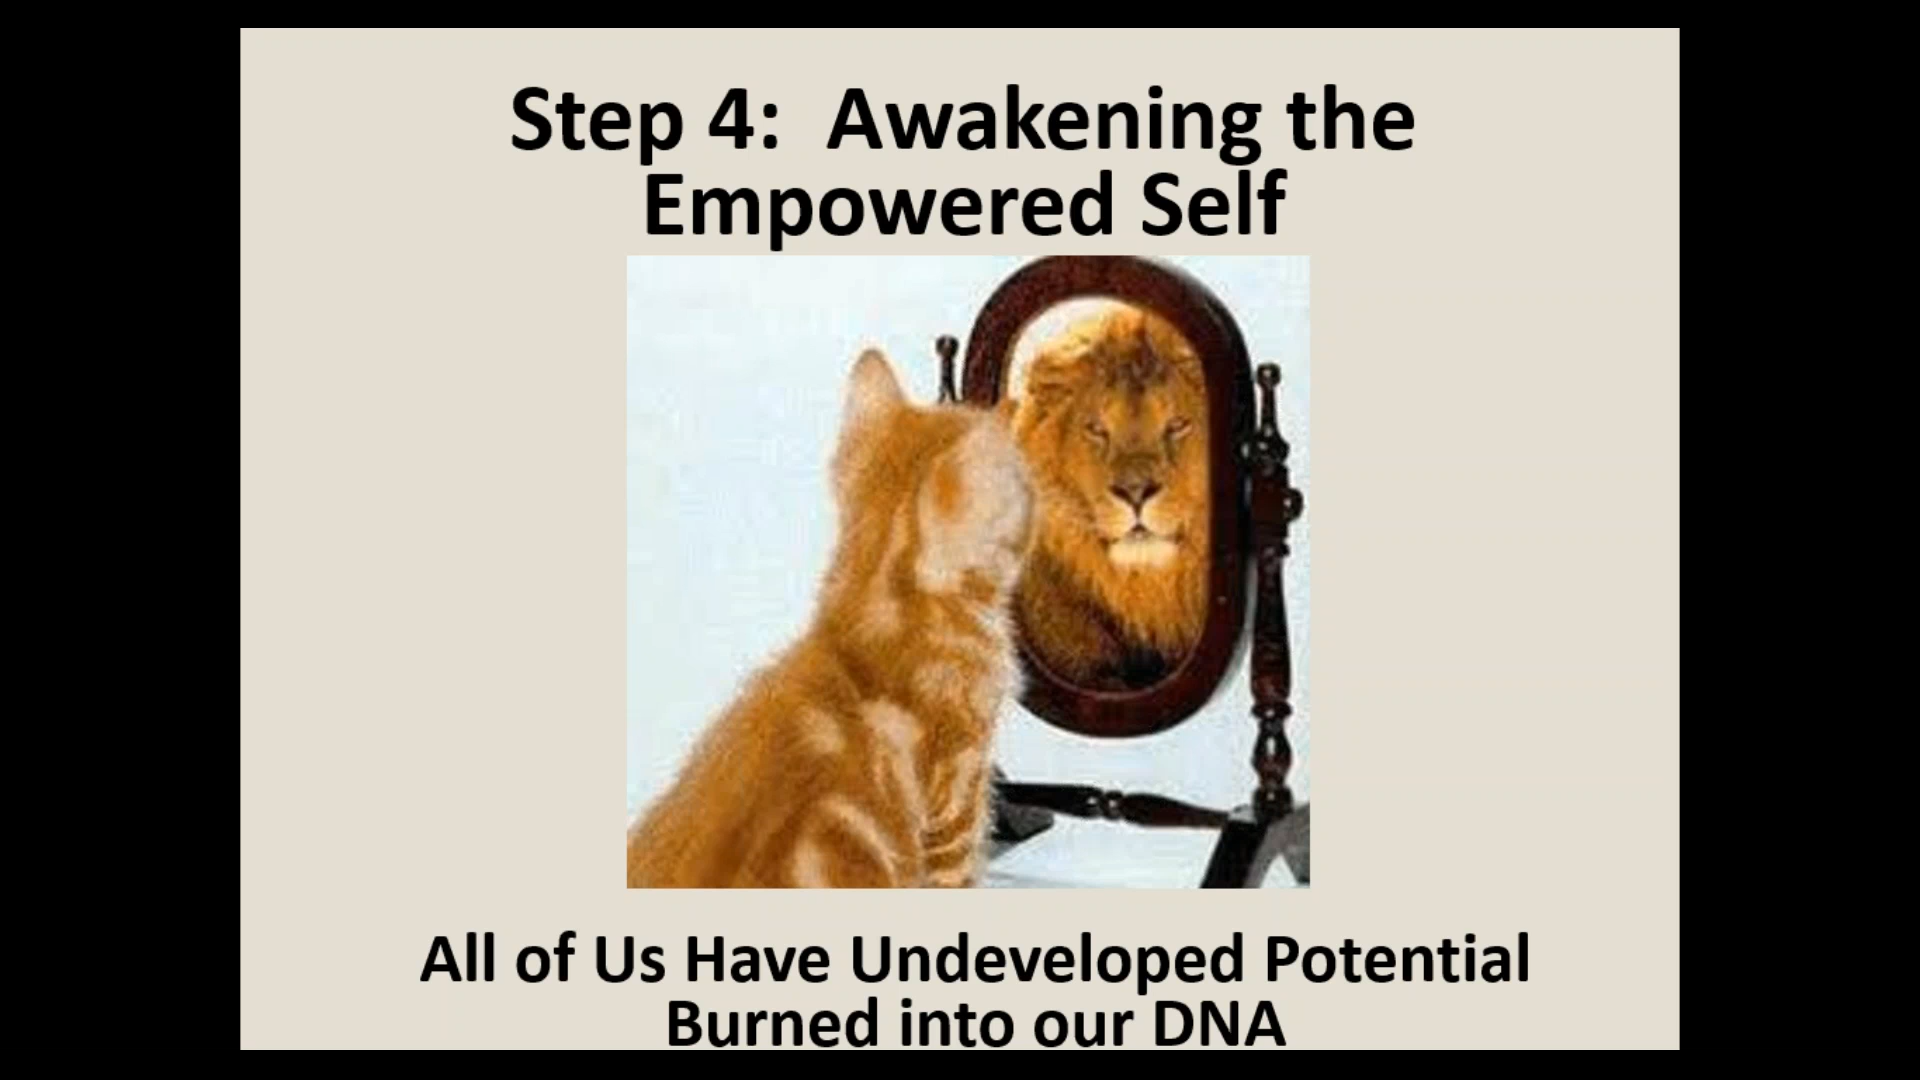 Step 4:  Awakening the
Empowered Self
All of Us Have Undeveloped Potential
Burned into our DNA